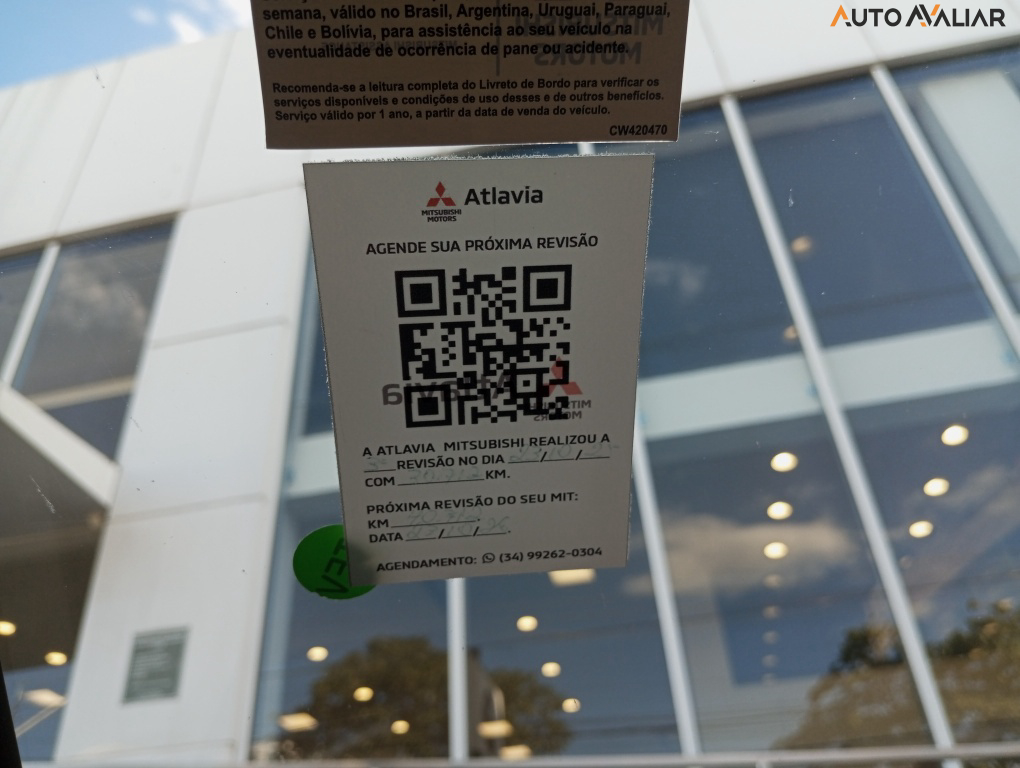 AUTO AVALIAR
semana, válido no Brasil, Argentina, Uruguai, Paraguai,
Chile e Bolívia, para assistência ao seu veículo na
eventualidade de ocorrência de pane ou acidente.
Recomenda-se a leitura completa do Livreto de Bordo para verificar os
serviços disponíveis e condições de uso desses e de outros benefícios.
Serviço válido por 1 ano, a partir da data de venda do veículo.
CW420470
MITSUBISHI
MOTORS
Atlavia
AGENDE SUA PRÓXIMA REVISÃO
A ATLAVIA MITSUBISHI REALIZOU A
REVISÃO NO DIA
COM KM.
PRÓXIMA REVISÃO DO SEU MIT:
KM
DATA
AGENDAMENTO: (34) 99262-0304